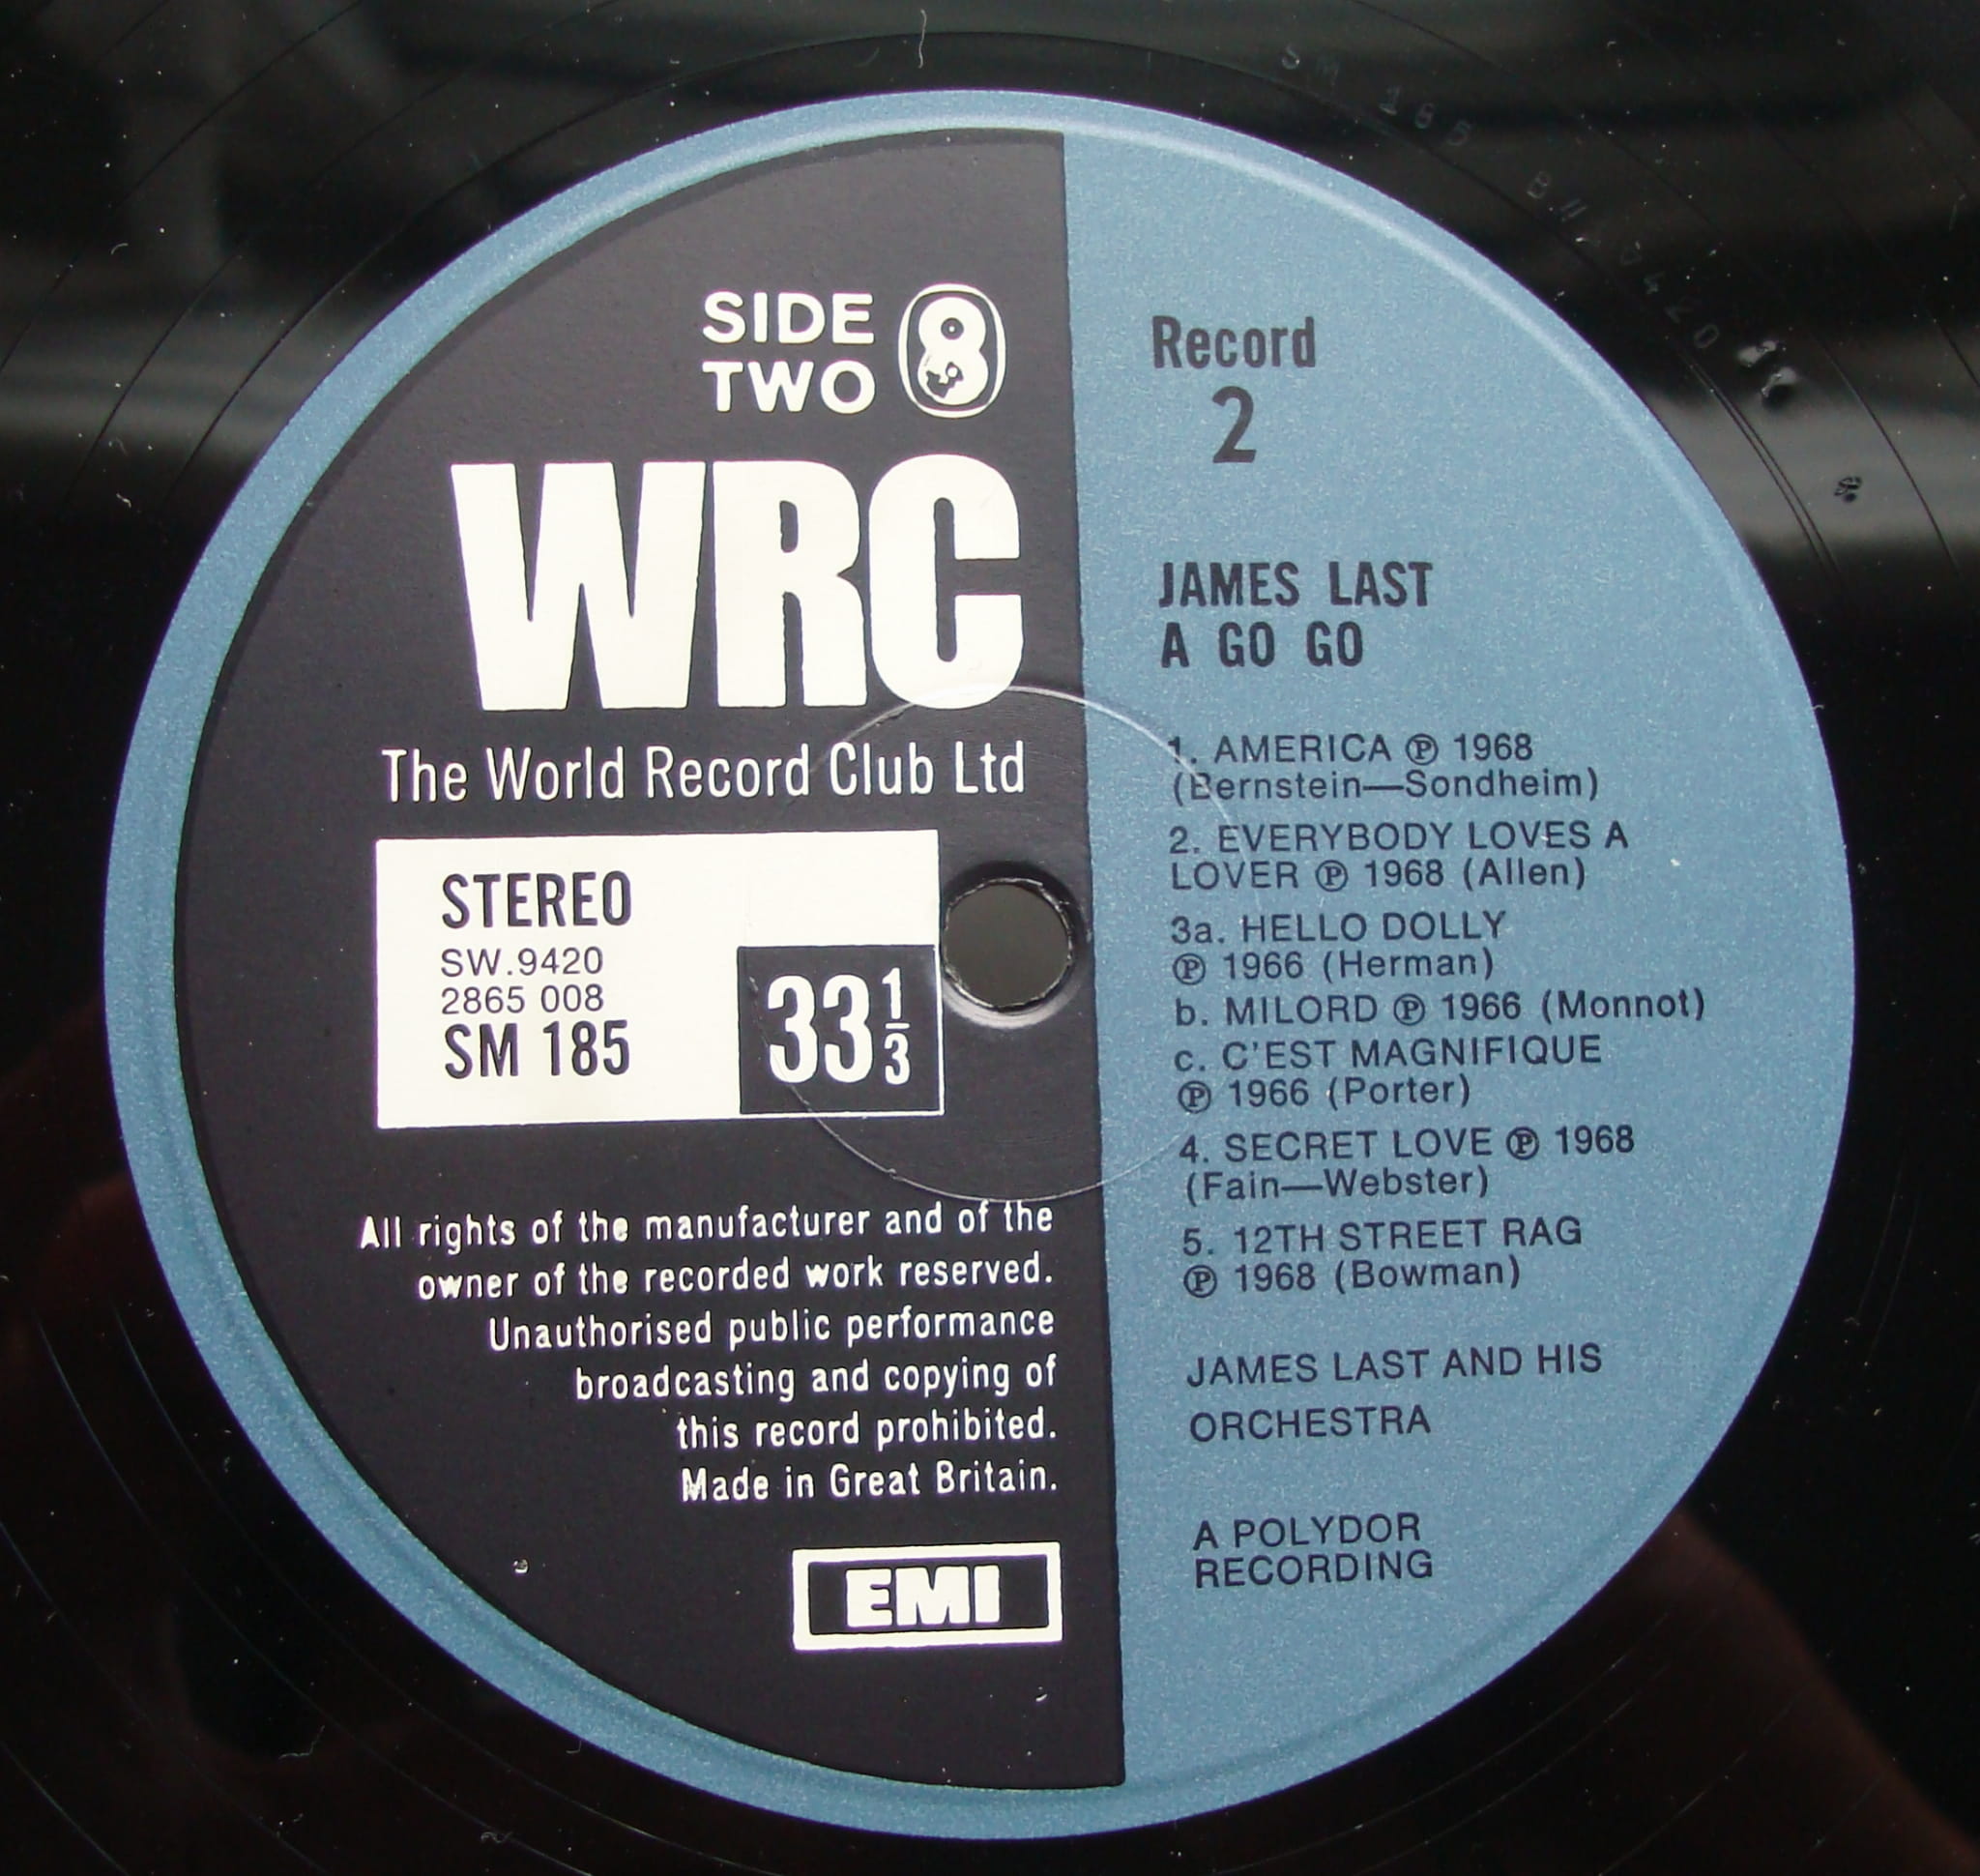 SIDE
TWO
WRC
The World Record Club Ltd
STEREO
SW.9420
2865 008
SM 185
33 1/3
All rights of the manufacturer and of the
owner of the recorded work reserved.
Unauthorised public performance
broadcasting and copying of
this record prohibited.
Made in Great Britain.
EMI
Record
2
JAMES LAST
A GO GO
1. AMERICA ℗ 1968
(Bernstein—Sondheim)
2. EVERYBODY LOVES A
LOVER ℗ 1968 (Allen)
3a. HELLO DOLLY
℗ 1966 (Herman)
b. MILORD ℗ 1966 (Monnot)
c. C'EST MAGNIFIQUE
℗ 1966 (Porter)
4. SECRET LOVE ℗ 1968
(Fain—Webster)
5. 12TH STREET RAG
℗ 1968 (Bowman)
JAMES LAST AND HIS
ORCHESTRA
A POLYDOR
RECORDING